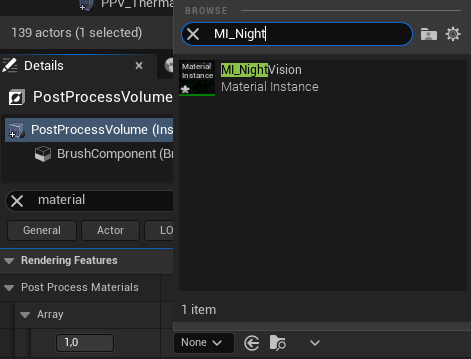 PPV_Therma
139 actors (1 selected)
Details
PostProcessVolume
PostProcessVolume (Ins
BrushComponent (Br
material
General
Actor
LO
Rendering Features
Post Process Materials
Array
1,0
BROWSE
MI_Night
Material
Instance
MI_NightVision
Material Instance
1 item
None